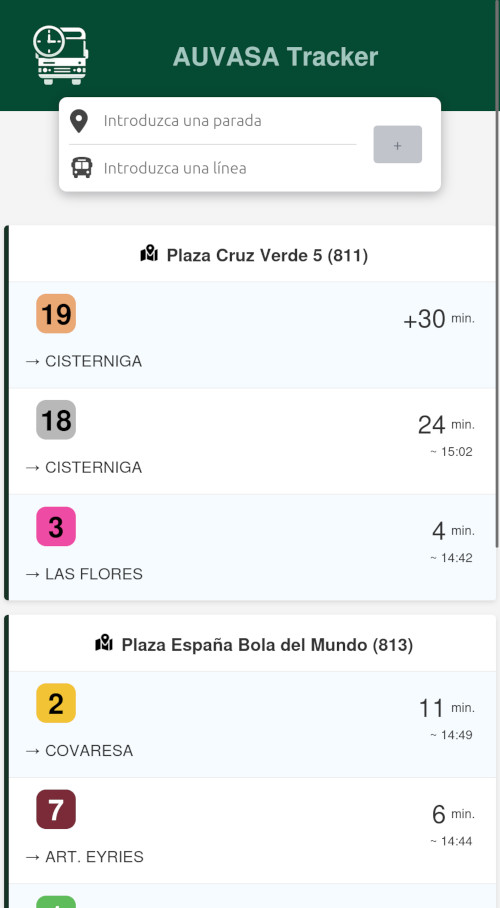 AUVASA Tracker
Introduzca una parada
+
Introduzca una línea
Plaza Cruz Verde 5 (811)
19
+30 min.
→ CISTERNIGA
18
24 min.
~ 15:02
→ CISTERNIGA
3
4 min.
~ 14:42
→ LAS FLORES
Plaza España Bola del Mundo (813)
2
11 min.
~ 14:49
→ COVARESA
7
6 min.
~ 14:44
→ ART. EYRIES